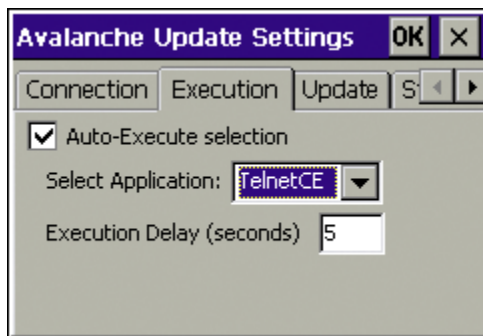 Avalanche Update Settings OK ×
Connection Execution Update
Auto-Execute selection
Select Application: TelnetCE
Execution Delay (seconds) 5